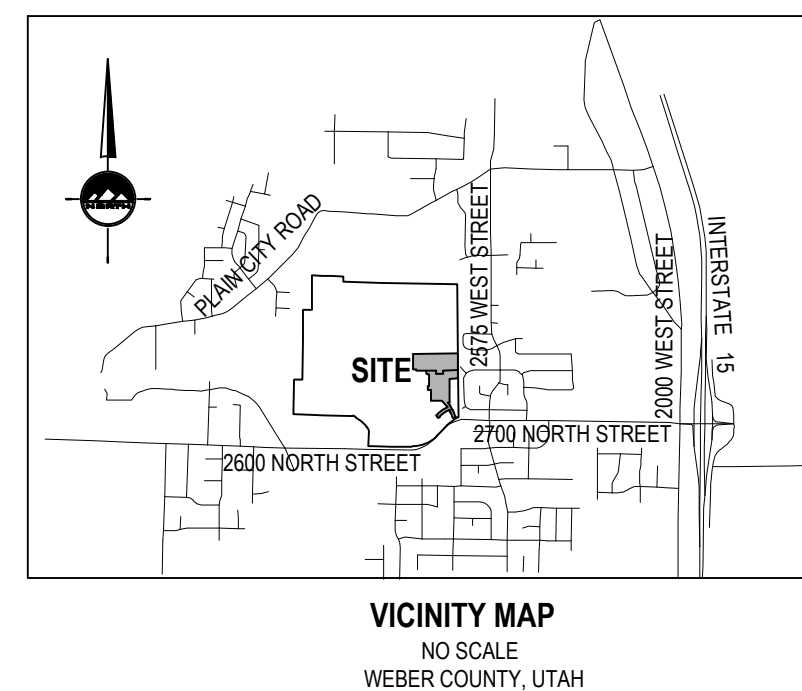 NORTH
PLAIN CITY ROAD
2575 WEST STREET
2000 WEST STREET
INTERSTATE 15
SITE
2700 NORTH STREET
2600 NORTH STREET
VICINITY MAP
NO SCALE
WEBER COUNTY, UTAH